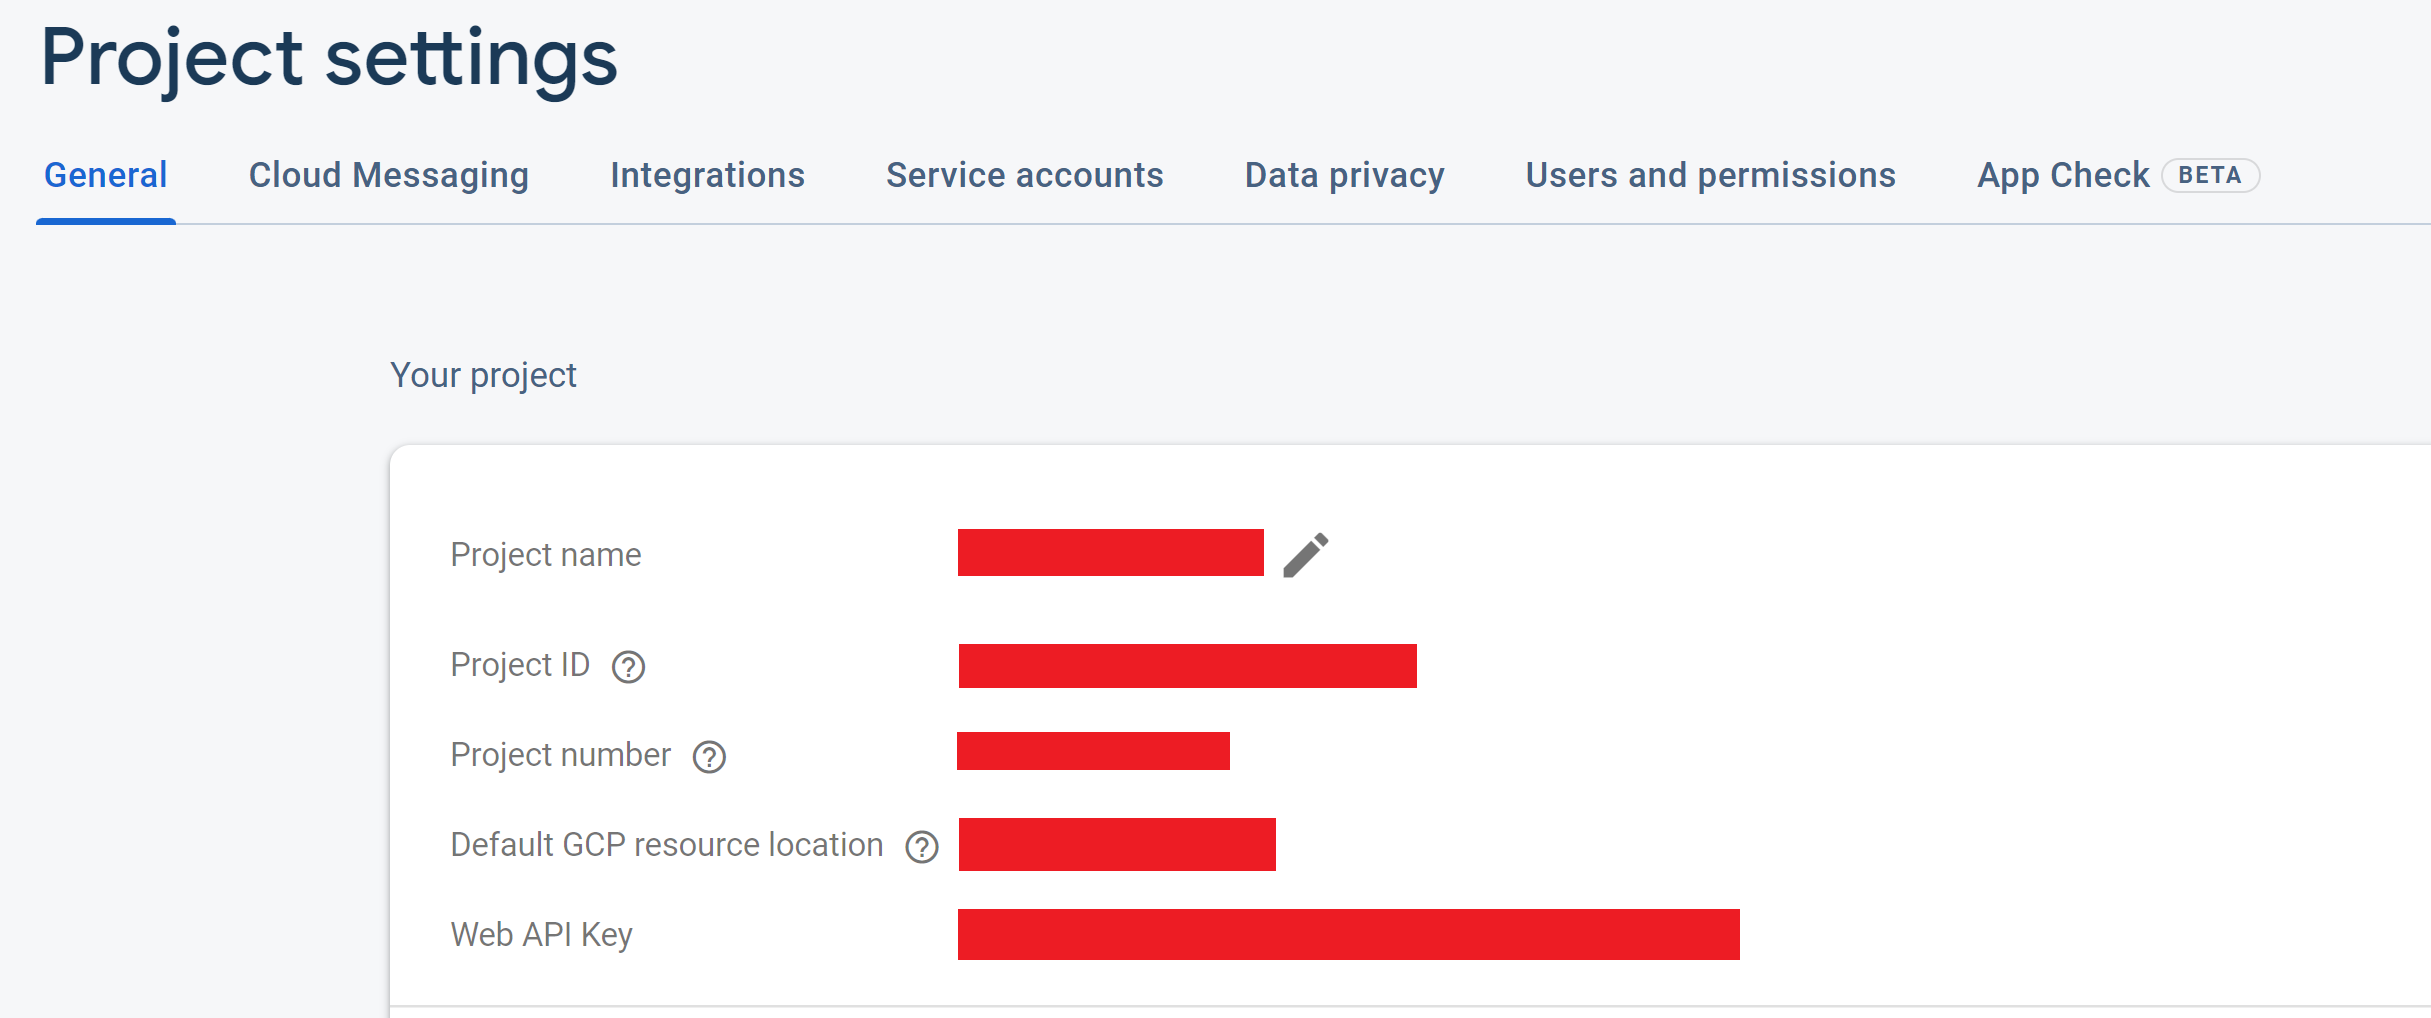 Project settings
General Cloud Messaging Integrations Service accounts Data privacy Users and permissions App Check BETA
Your project
Project name
Project ID
Project number
Default GCP resource location
Web API Key